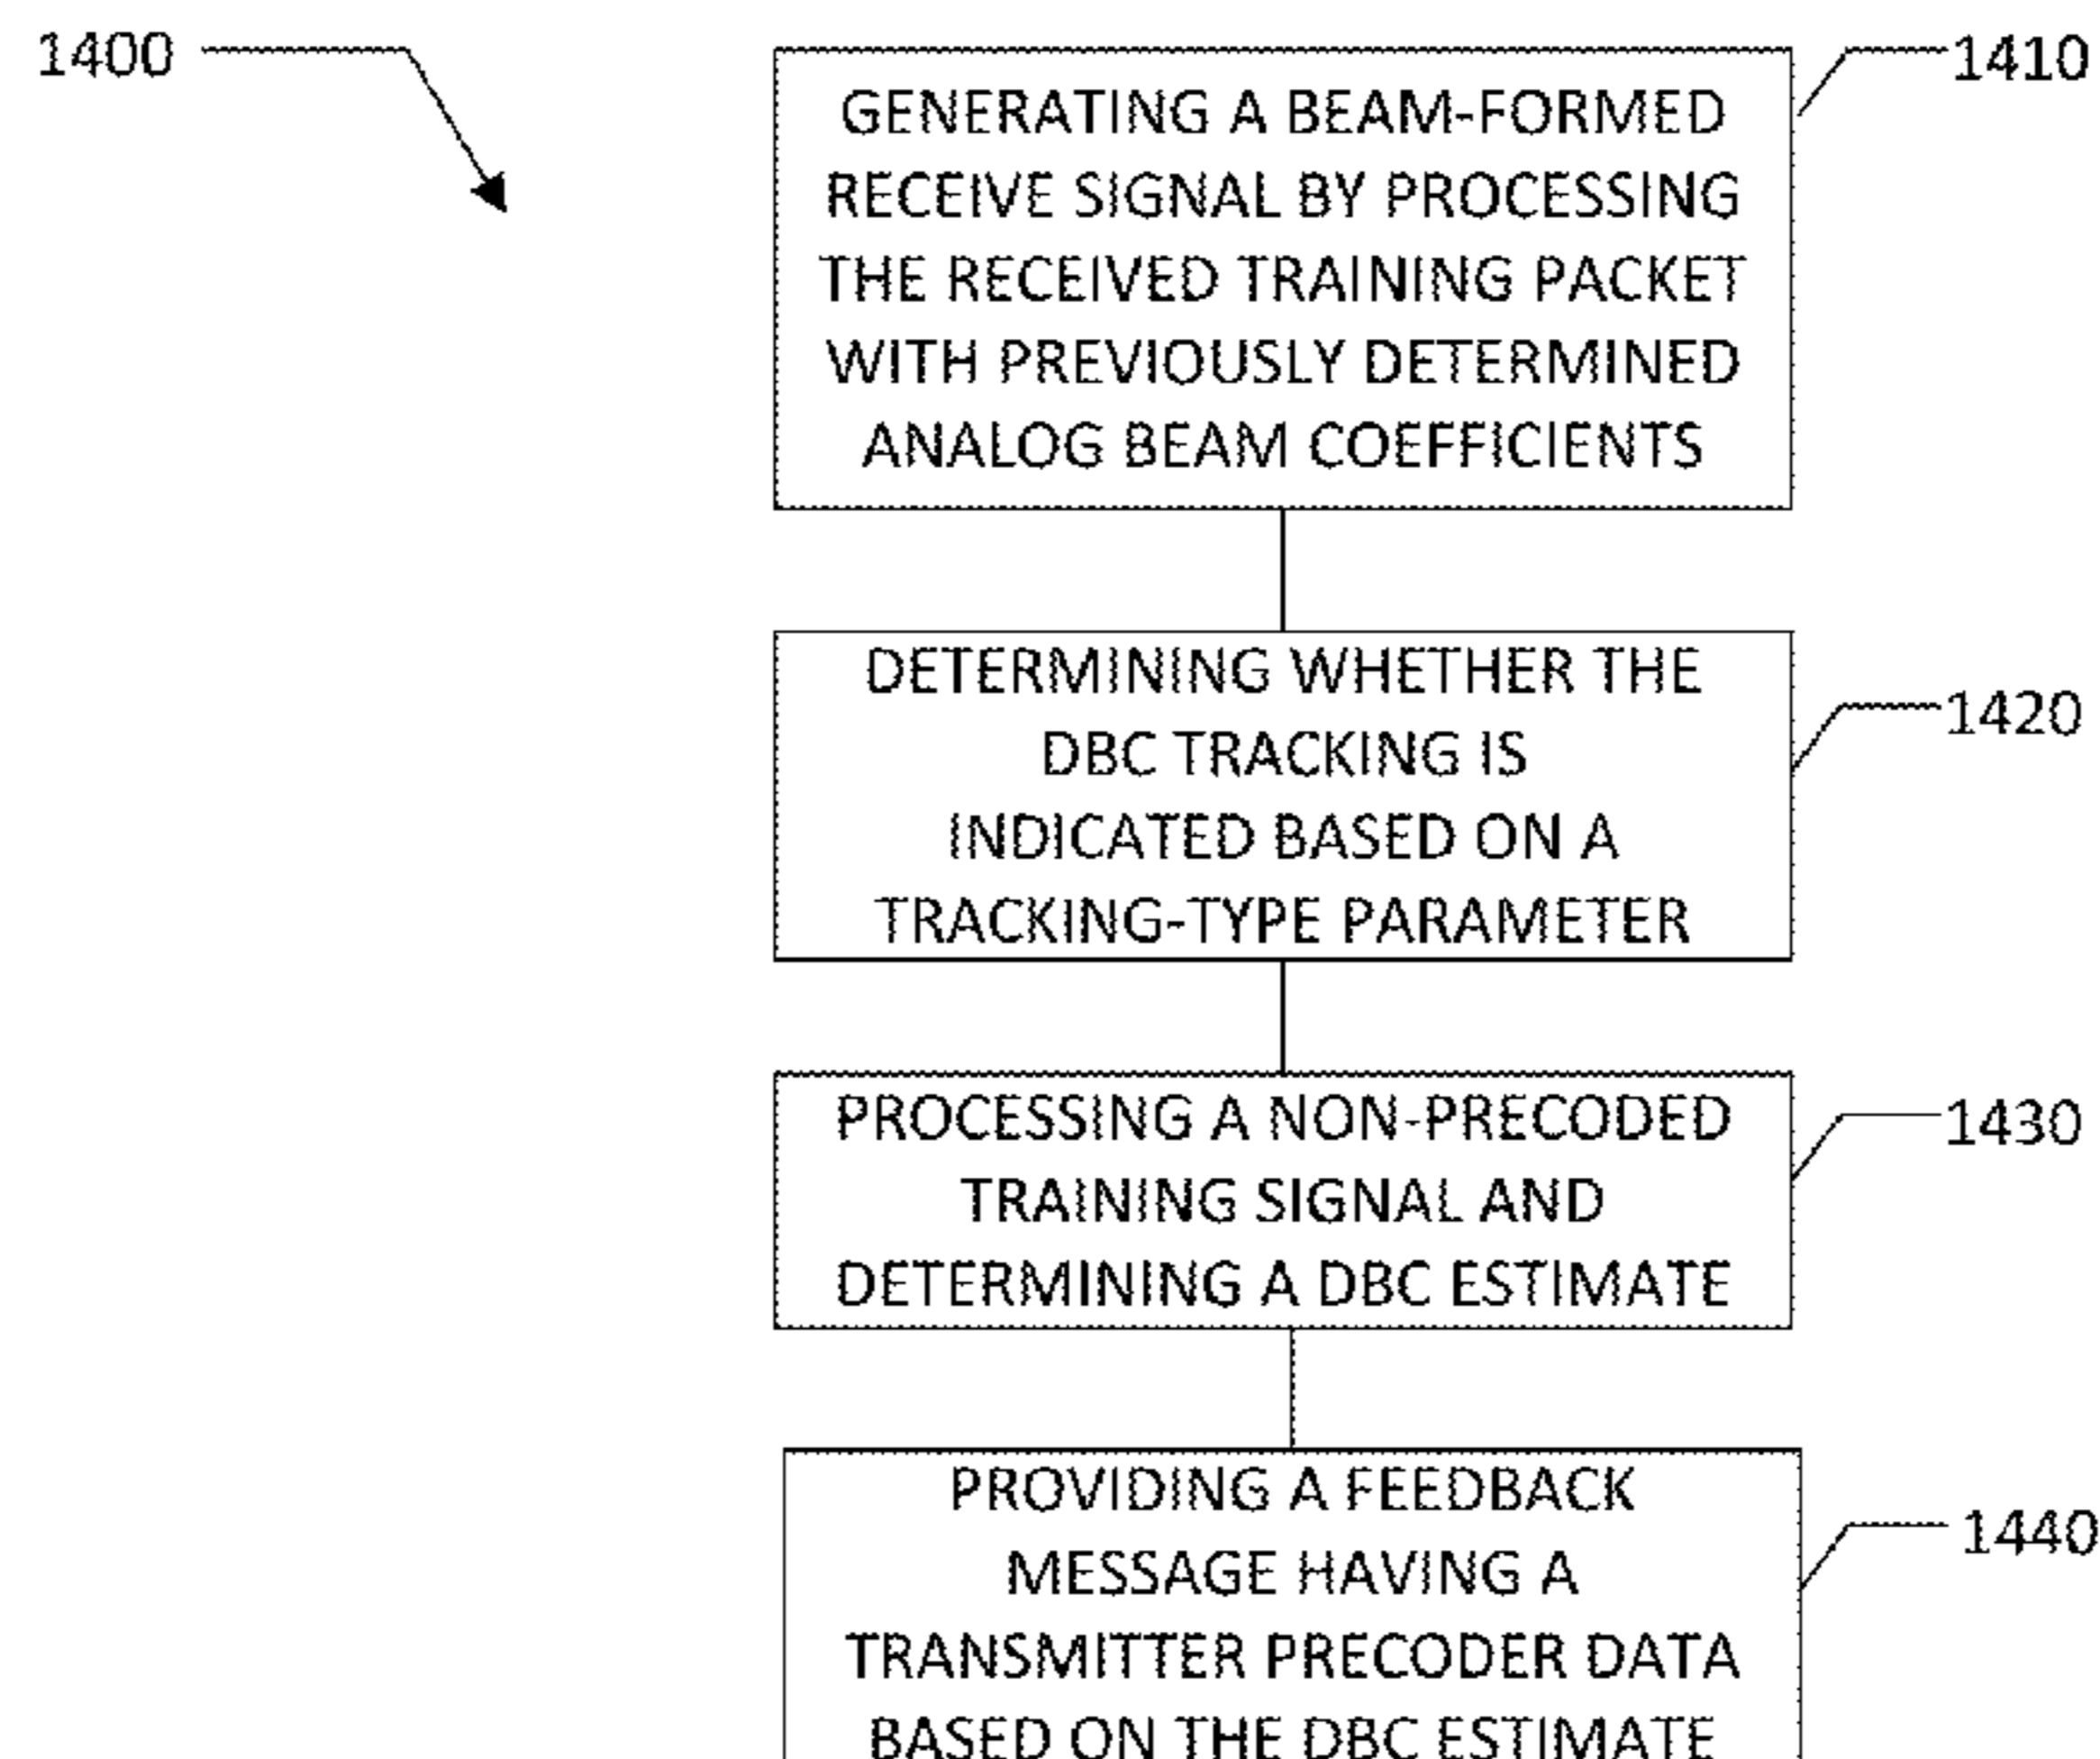 1400
1410
GENERATING A BEAM-FORMED
RECEIVE SIGNAL BY PROCESSING
THE RECEIVED TRAINING PACKET
WITH PREVIOUSLY DETERMINED
ANALOG BEAM COEFFICIENTS
1420
DETERMINING WHETHER THE
DBC TRACKING IS
INDICATED BASED ON A
TRACKING-TYPE PARAMETER
1430
PROCESSING A NON-PRECODED
TRAINING SIGNAL AND
DETERMINING A DBC ESTIMATE
1440
PROVIDING A FEEDBACK
MESSAGE HAVING A
TRANSMITTER PRECODER DATA
BASED ON THE DBC ESTIMATE